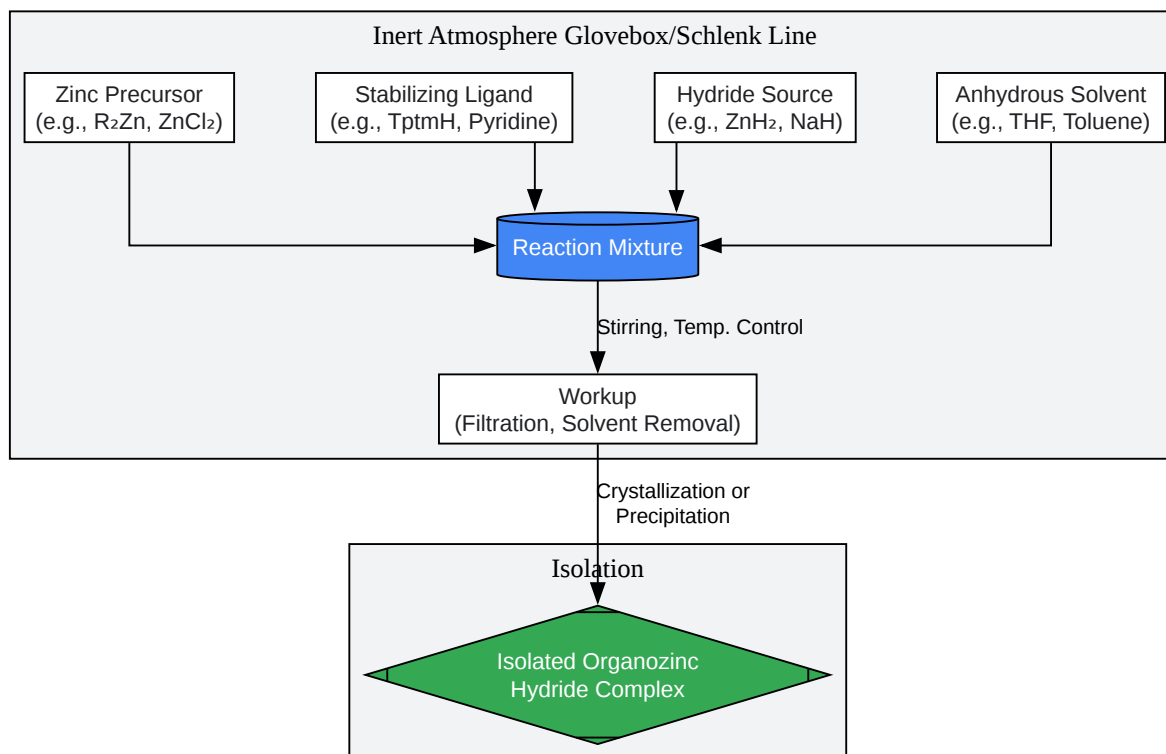 Inert Atmosphere Glovebox/Schlenk Line
Zinc Precursor
(e.g., R₂Zn, ZnCl₂)
Stabilizing Ligand
(e.g., TptmH, Pyridine)
Hydride Source
(e.g., ZnH₂, NaH)
Anhydrous Solvent
(e.g., THF, Toluene)
Reaction Mixture
Stirring, Temp. Control
Workup
(Filtration, Solvent Removal)
Crystallization or
Precipitation
Isolation
Isolated Organozinc
Hydride Complex